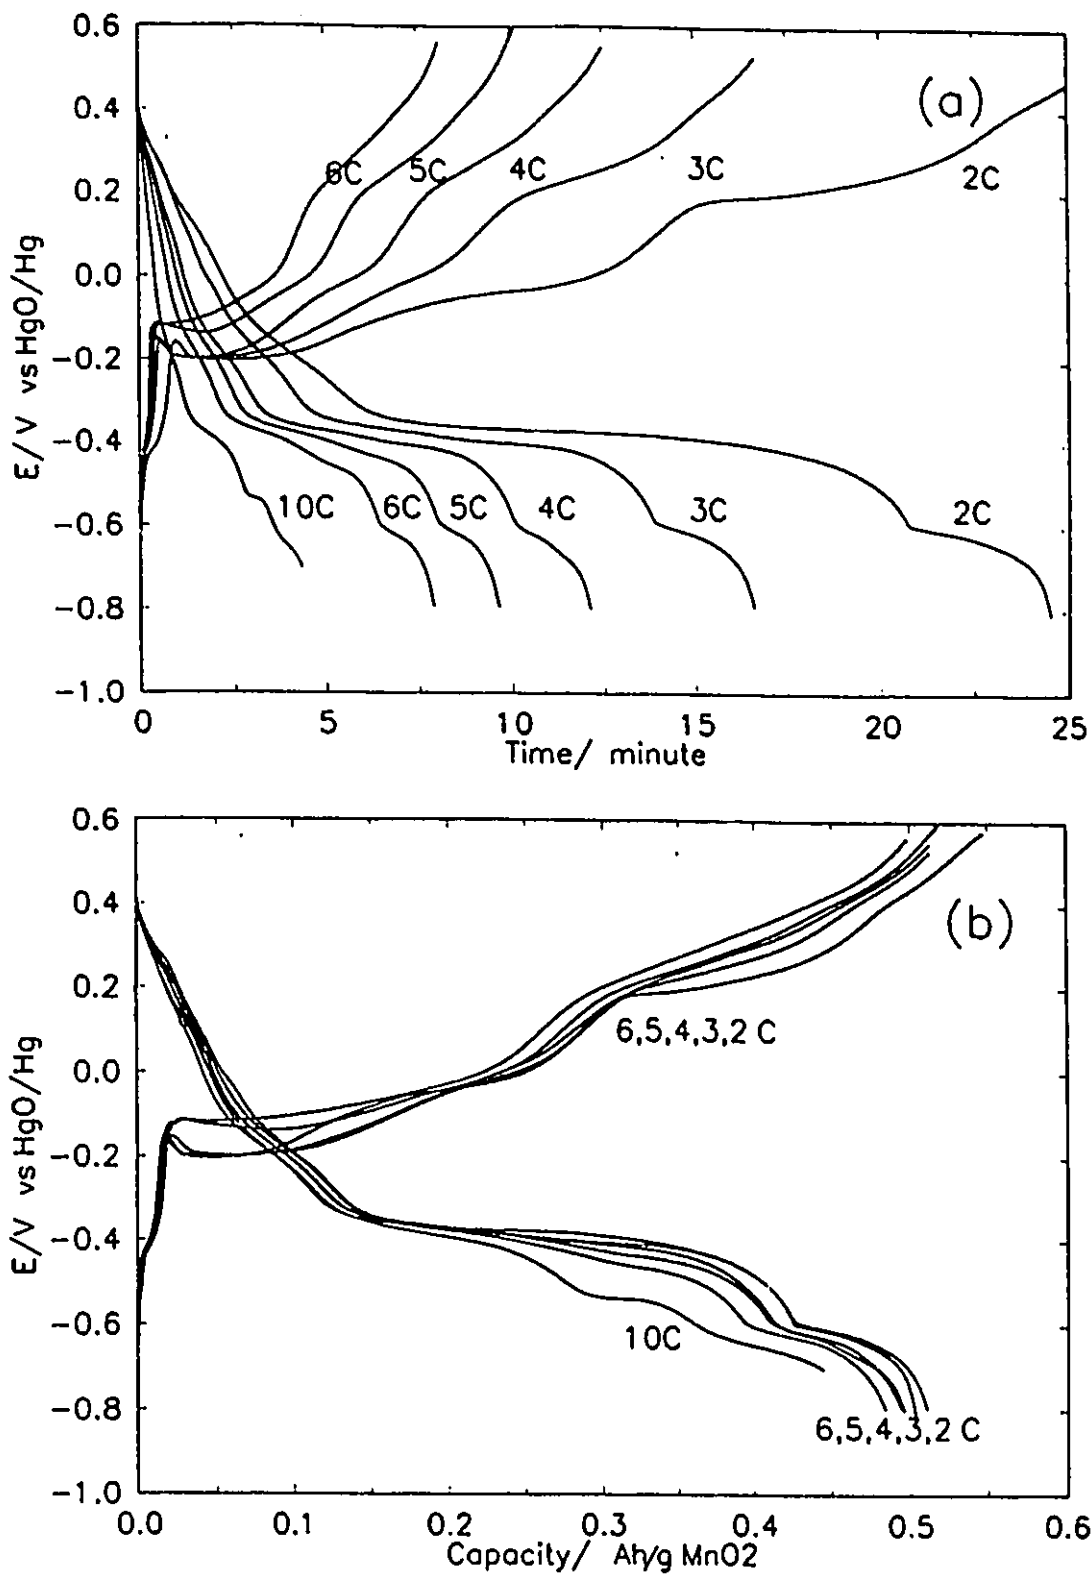 0.6
(a)
0.4
6C 5C 4C 3C 2C
0.2
0.0
−0.2
−0.4
10C 6C 5C 4C 3C 2C
−0.6
−0.8
−1.0
E/V vs HgO/Hg
0 5 10 15 20 25
Time/ minute
0.6
(b)
0.4
0.2
6,5,4,3,2 C
0.0
−0.2
−0.4
−0.6
10C
−0.8
6,5,4,3,2 C
−1.0
E/V vs HgO/Hg
0.0 0.1 0.2 0.3 0.4 0.5 0.6
Capacity/ Ah/g MnO2